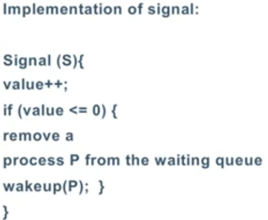 Implementation of signal:
Signal (S){
value++;
if (value <= 0) {
remove a
process P from the waiting queue
wakeup(P); }
}